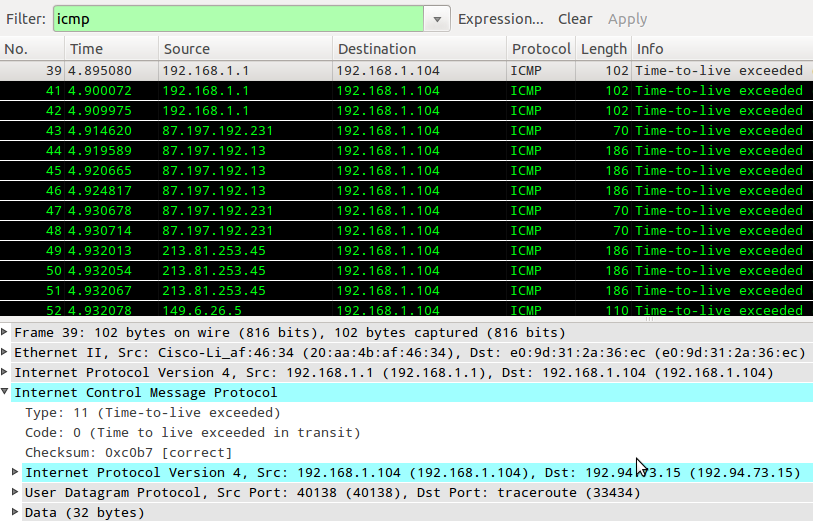 Filter: icmp Expression... Clear Apply
No. Time Source Destination Protocol Length Info
39 4.895080 192.168.1.1 192.168.1.104 ICMP 102 Time-to-live exceeded
41 4.900072 192.168.1.1 192.168.1.104 ICMP 102 Time-to-live exceeded
42 4.909975 192.168.1.1 192.168.1.104 ICMP 102 Time-to-live exceeded
43 4.914620 87.197.192.231 192.168.1.104 ICMP 70 Time-to-live exceeded
44 4.919589 87.197.192.13 192.168.1.104 ICMP 186 Time-to-live exceeded
45 4.920665 87.197.192.13 192.168.1.104 ICMP 186 Time-to-live exceeded
46 4.924817 87.197.192.13 192.168.1.104 ICMP 186 Time-to-live exceeded
47 4.930678 87.197.192.231 192.168.1.104 ICMP 70 Time-to-live exceeded
48 4.930714 87.197.192.231 192.168.1.104 ICMP 70 Time-to-live exceeded
49 4.932013 213.81.253.45 192.168.1.104 ICMP 186 Time-to-live exceeded
50 4.932054 213.81.253.45 192.168.1.104 ICMP 186 Time-to-live exceeded
51 4.932067 213.81.253.45 192.168.1.104 ICMP 186 Time-to-live exceeded
52 4.932078 149.6.26.5 192.168.1.104 ICMP 110 Time-to-live exceeded
Frame 39: 102 bytes on wire (816 bits), 102 bytes captured (816 bits)
Ethernet II, Src: Cisco-Li_af:46:34 (20:aa:4b:af:46:34), Dst: e0:9d:31:2a:36:ec (e0:9d:31:2a:36:ec)
Internet Protocol Version 4, Src: 192.168.1.1 (192.168.1.1), Dst: 192.168.1.104 (192.168.1.104)
Internet Control Message Protocol
Type: 11 (Time-to-live exceeded)
Code: 0 (Time to live exceeded in transit)
Checksum: 0xc0b7 [correct]
Internet Protocol Version 4, Src: 192.168.1.104 (192.168.1.104), Dst: 192.94.73.15 (192.94.73.15)
User Datagram Protocol, Src Port: 40138 (40138), Dst Port: traceroute (33434)
Data (32 bytes)